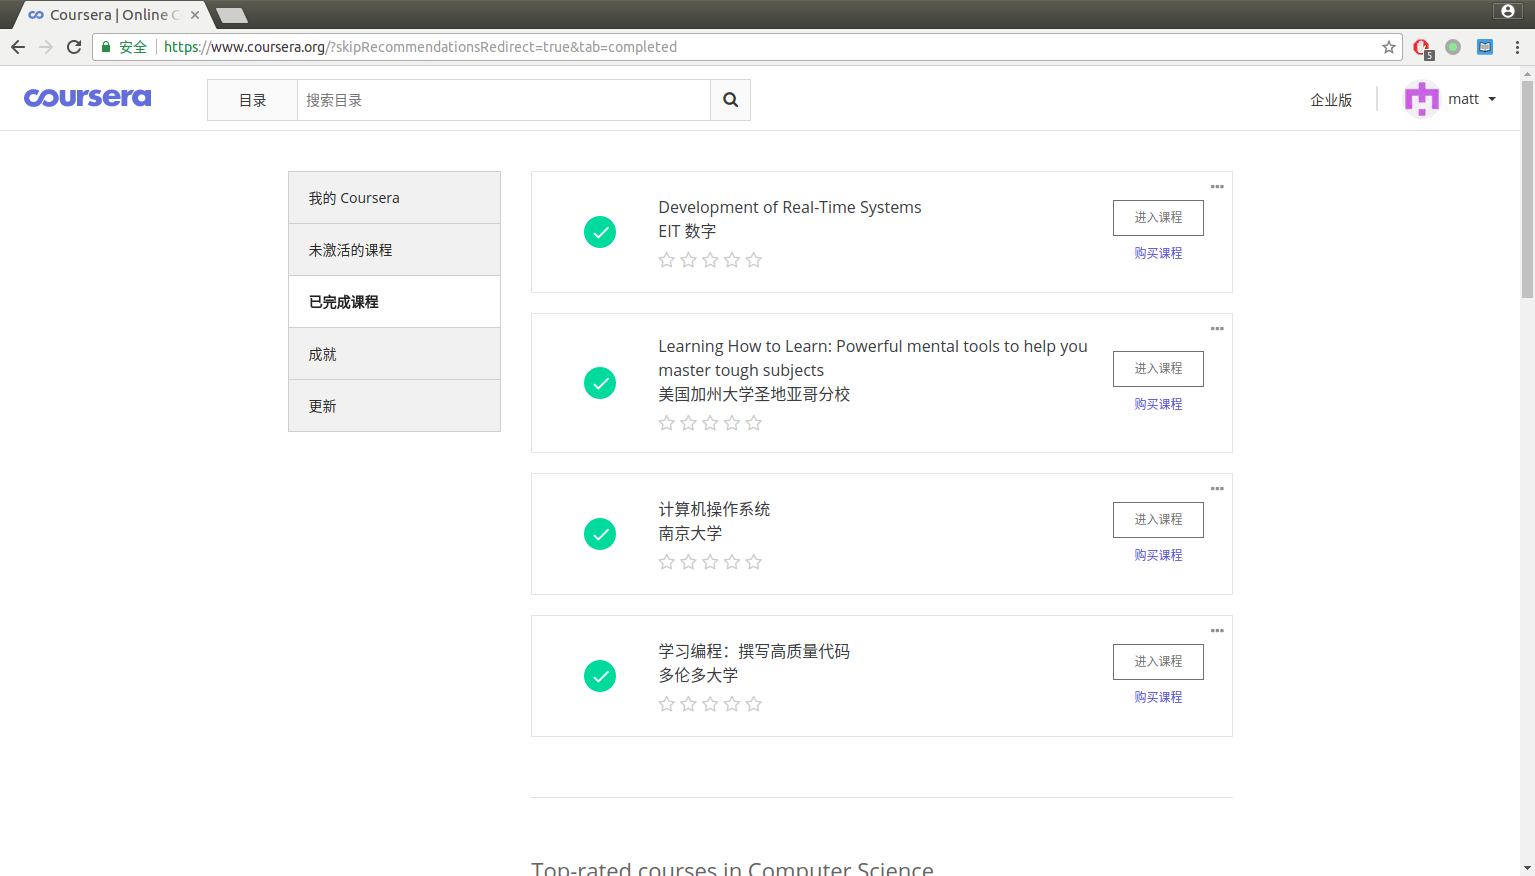 Coursera | Online C
安全
https://www.coursera.org/?skipRecommendationsRedirect=true&tab=completed
5
coursera
目录
搜索目录
企业版
matt
我的 Coursera
未激活的课程
已完成课程
成就
更新
Development of Real-Time Systems
EIT 数字
进入课程
购买课程
Learning How to Learn: Powerful mental tools to help you
master tough subjects
美国加州大学圣地亚哥分校
进入课程
购买课程
计算机操作系统
南京大学
进入课程
购买课程
学习编程：撰写高质量代码
多伦多大学
进入课程
购买课程
Top-rated courses in Computer Science